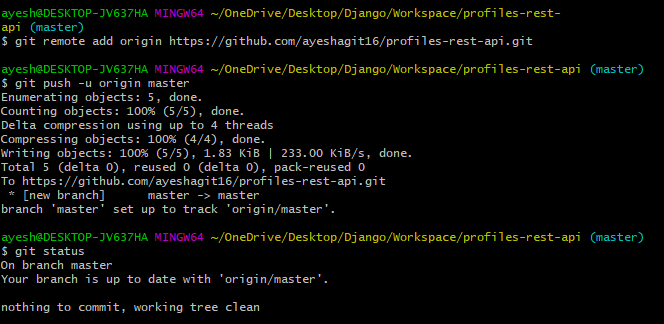 ayesh@DESKTOP-JV637HA MINGW64 ~/OneDrive/Desktop/Django/Workspace/profiles-rest-
api (master)
$ git remote add origin https://github.com/ayeshagit16/profiles-rest-api.git

ayesh@DESKTOP-JV637HA MINGW64 ~/OneDrive/Desktop/Django/Workspace/profiles-rest-api (master)
$ git push -u origin master
Enumerating objects: 5, done.
Counting objects: 100% (5/5), done.
Delta compression using up to 4 threads
Compressing objects: 100% (4/4), done.
Writing objects: 100% (5/5), 1.83 KiB | 233.00 KiB/s, done.
Total 5 (delta 0), reused 0 (delta 0), pack-reused 0
To https://github.com/ayeshagit16/profiles-rest-api.git
 * [new branch]      master -> master
branch 'master' set up to track 'origin/master'.

ayesh@DESKTOP-JV637HA MINGW64 ~/OneDrive/Desktop/Django/Workspace/profiles-rest-api (master)
$ git status
On branch master
Your branch is up to date with 'origin/master'.

nothing to commit, working tree clean